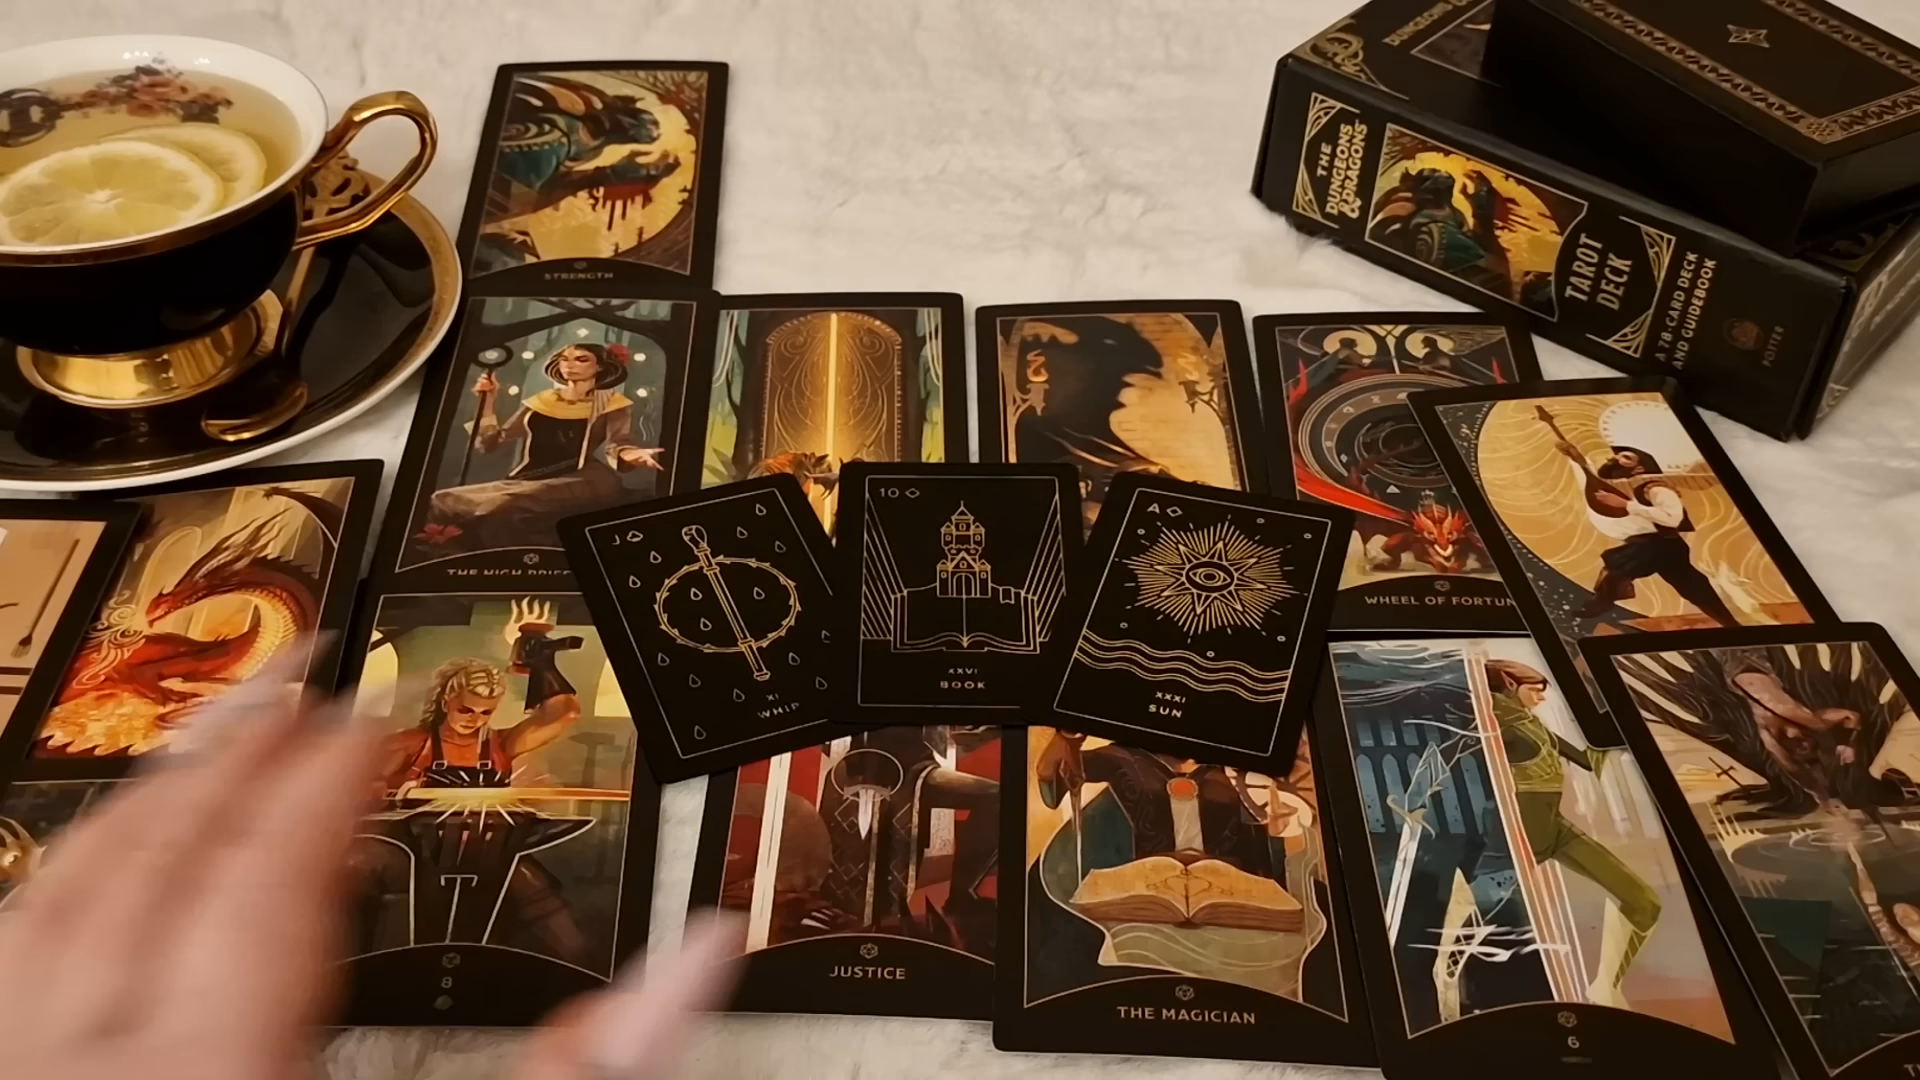 DUNGEONS
THE
DUNGEONS
& DRAGONS
TAROT
DECK
A 78-CARD DECK
AND GUIDEBOOK
POTTER
STRENGTH
THE HIGH
WHEEL OF FORTUN
J
XI
WHIP
10
XXVI
BOOK
A
XXXI
SUN
8
JUSTICE
THE MAGICIAN
6